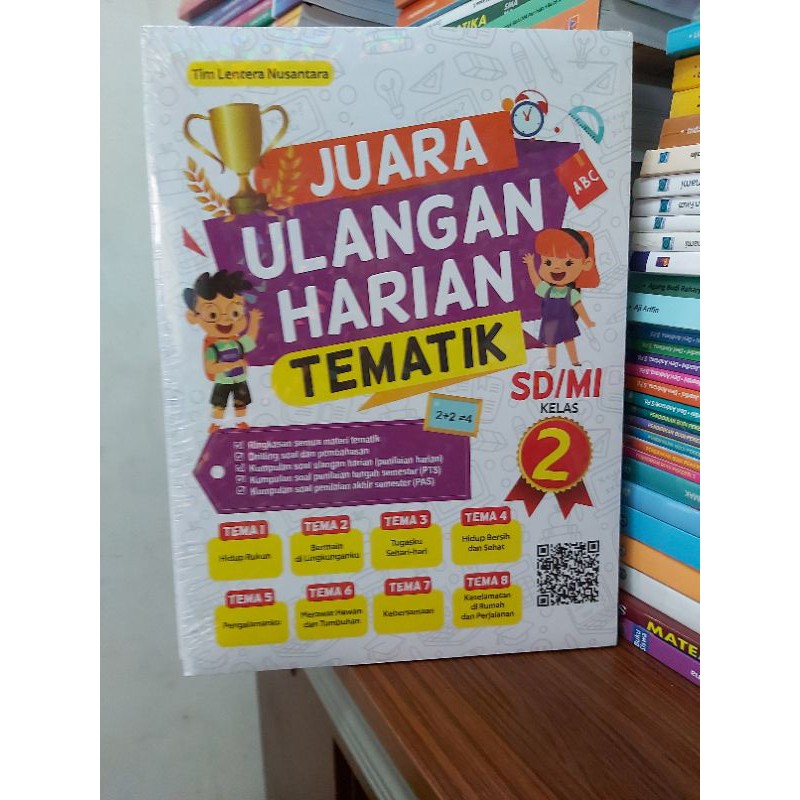 Tim Lentera Nusantara
JUARA
ULANGAN
HARIAN
TEMATIK
ABC
SD/MI
KELAS
2
2+2=4
Ringkasan semua materi tematik
Drilling soal dan pembahasan
Kumpulan soal ulangan harian (penilaian harian)
Kumpulan soal penilaian tengah semester (PTS)
Kumpulan soal penilaian akhir semester (PAS)
TEMA 1
Hidup Rukun
TEMA 2
Bermain
di Lingkunganku
TEMA 3
Tugasku
Sehari-hari
TEMA 4
Hidup Bersih
dan Sehat
TEMA 5
Pengalamanku
TEMA 6
Merawat Hewan
dan Tumbuhan
TEMA 7
Kebersamaan
TEMA 8
Keselamatan
di Rumah
dan Perjalanan
SMA
Aji Ariffin
MATE